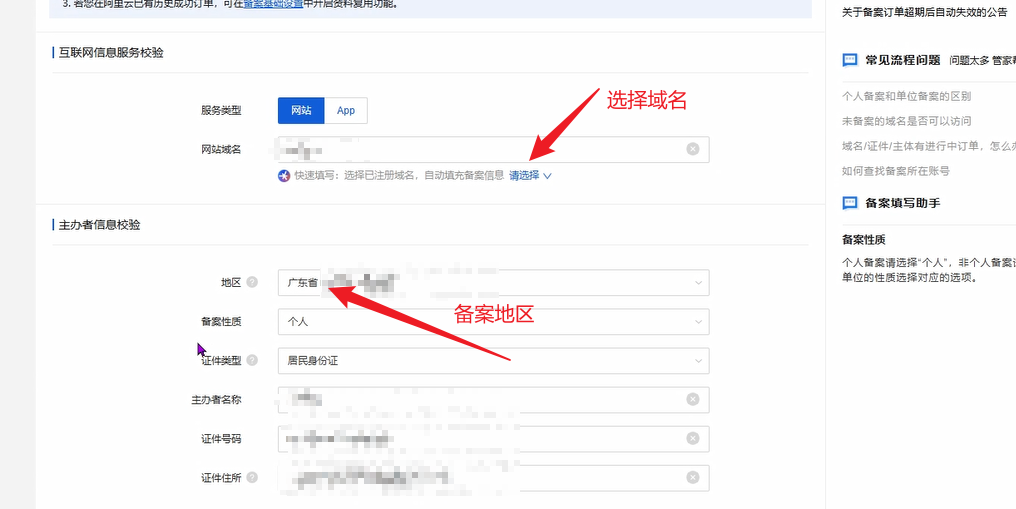 3. 若您在阿里云已有历史成功订单，可在备案基础设置中开启资料复用功能。
互联网信息服务校验
服务类型
网站
App
选择域名
网站域名
快速填写：选择已注册域名，自动填充备案信息 请选择
主办者信息校验
地区
广东省
备案性质
个人
备案地区
证件类型
居民身份证
主办者名称
证件号码
证件住所
关于备案订单超期后自动失效的公告
常见流程问题 问题太多 管家
个人备案和单位备案的区别
未备案的域名是否可以访问
域名/证件/主体有进行中订单，怎么
如何查找备案所在账号
备案填写助手
备案性质
个人备案请选择“个人”，非个人备案
单位的性质选择对应的选项。